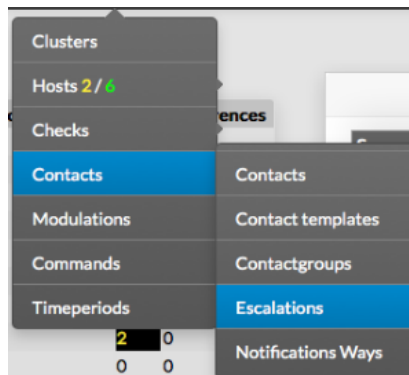 Clusters
Hosts 2 / 6
ences
Checks
Contacts
Contacts
Modulations
Contact templates
Commands
Contactgroups
Timeperiods
Escalations
2 0
Notifications Ways
0 0